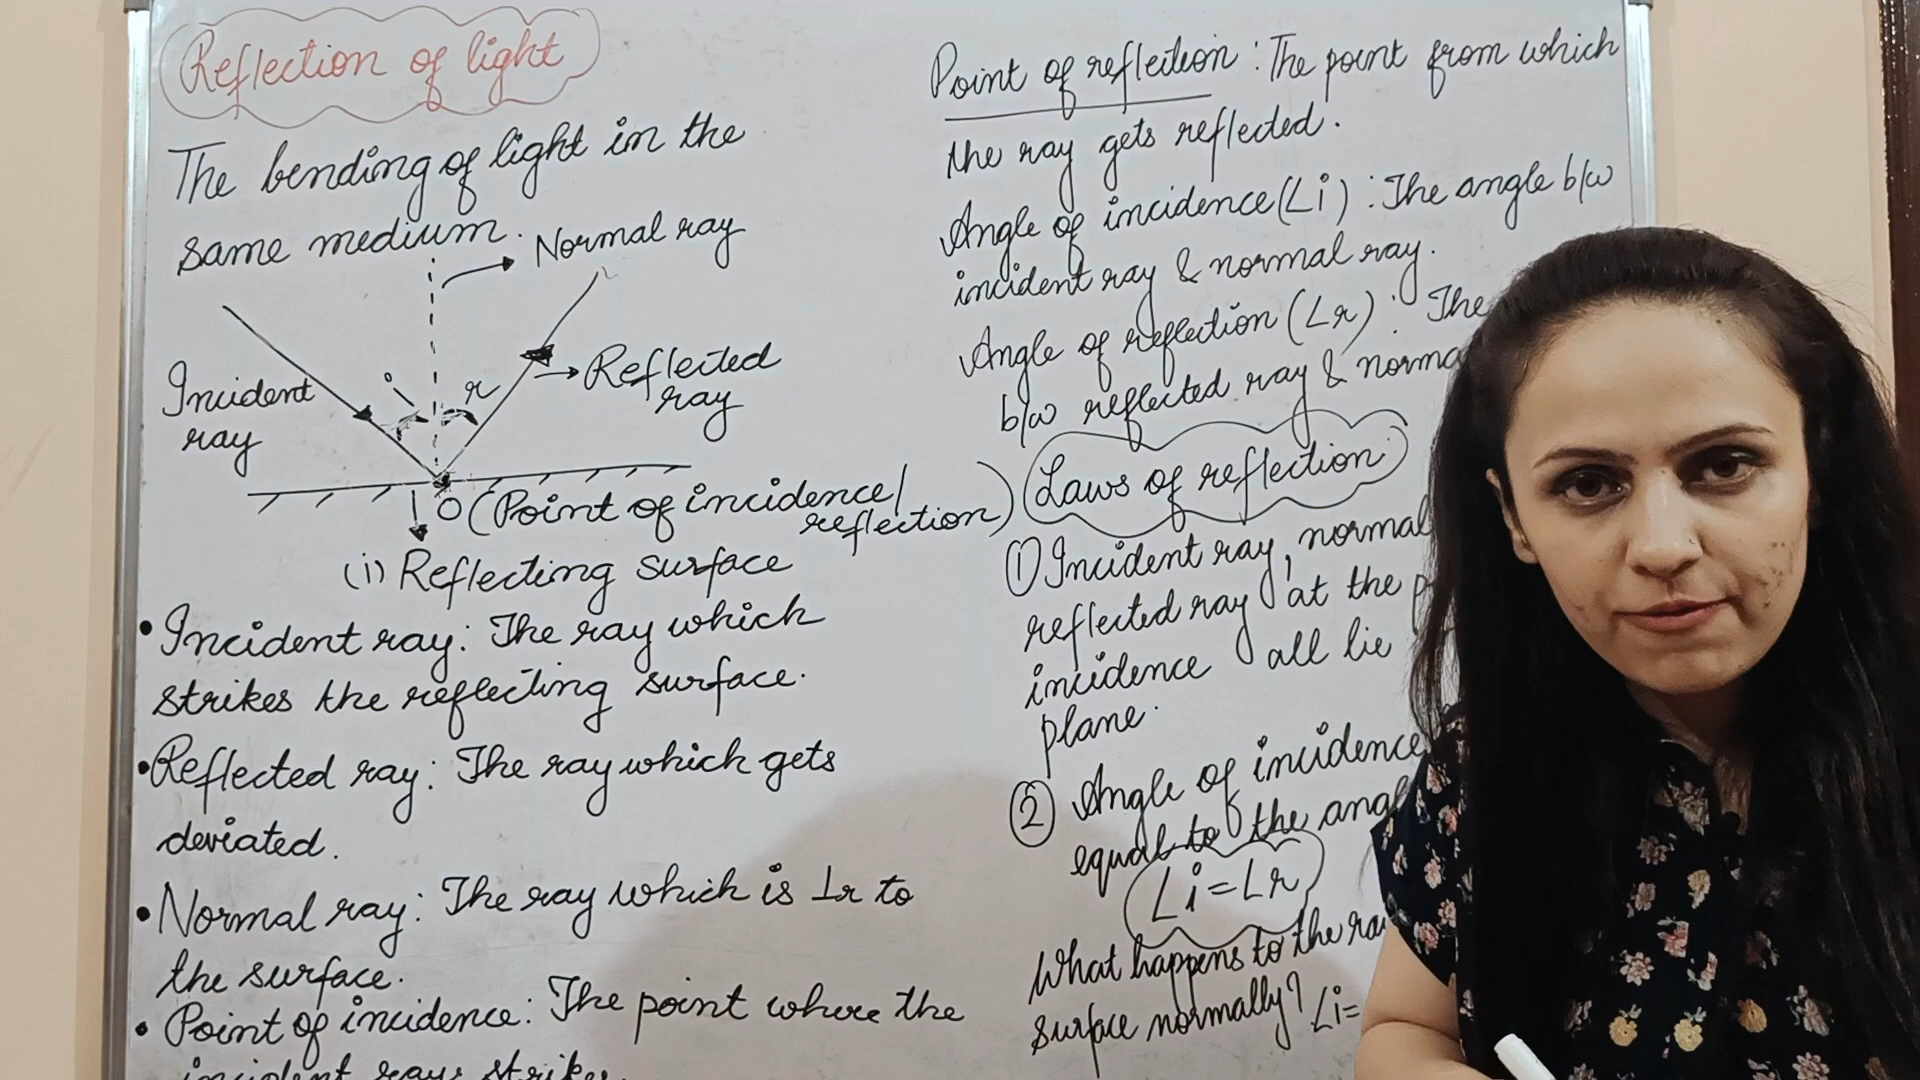 Reflection of light
The bending of light in the
same medium.
Normal ray
Incident
ray
i
r
Reflected
ray
O (Point of incidence/
reflection)
(i) Reflecting surface
• Incident ray: The ray which
strikes the reflecting surface.
• Reflected ray: The ray which gets
deviated.
• Normal ray: The ray which is ⊥r to
the surface.
• Point of incidence: The point where the
incident rays strikes.
Point of reflection: The point from which
the ray gets reflected.
Angle of incidence (∠i): The angle b/w
incident ray & normal ray.
Angle of reflection (∠r): The
b/w reflected ray &
Laws of reflection
(1) Incident ray, normal
reflected ray at the
incidence all lie
plane.
(2) Angle of incidence
equal to the
∠i=∠r
What happens to the
surface normally? ∠i=